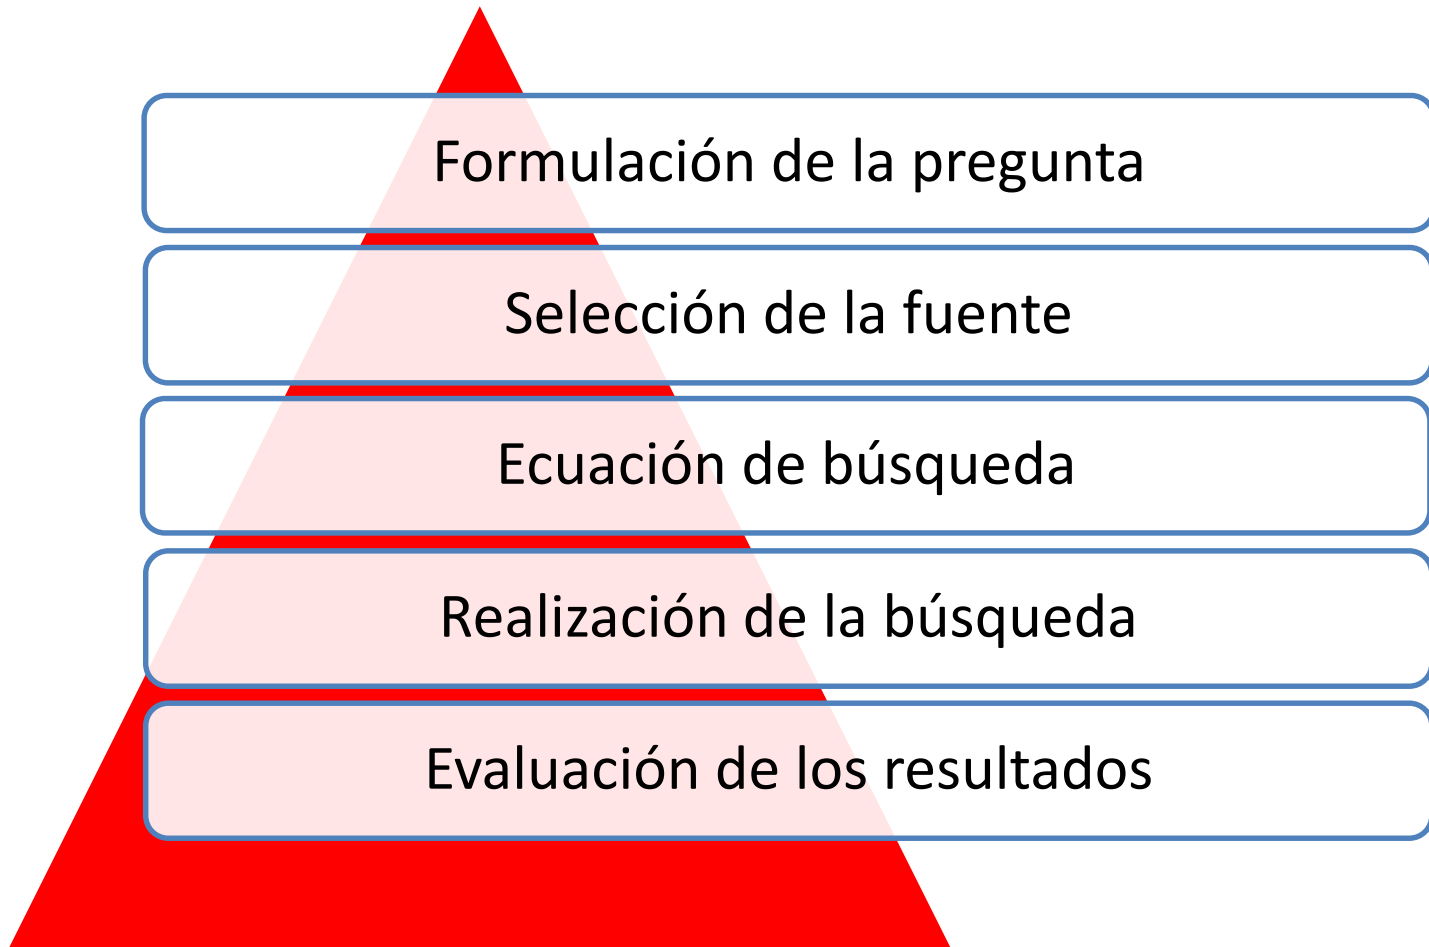 Formulación de la pregunta
Selección de la fuente
Ecuación de búsqueda
Realización de la búsqueda
Evaluación de los resultados